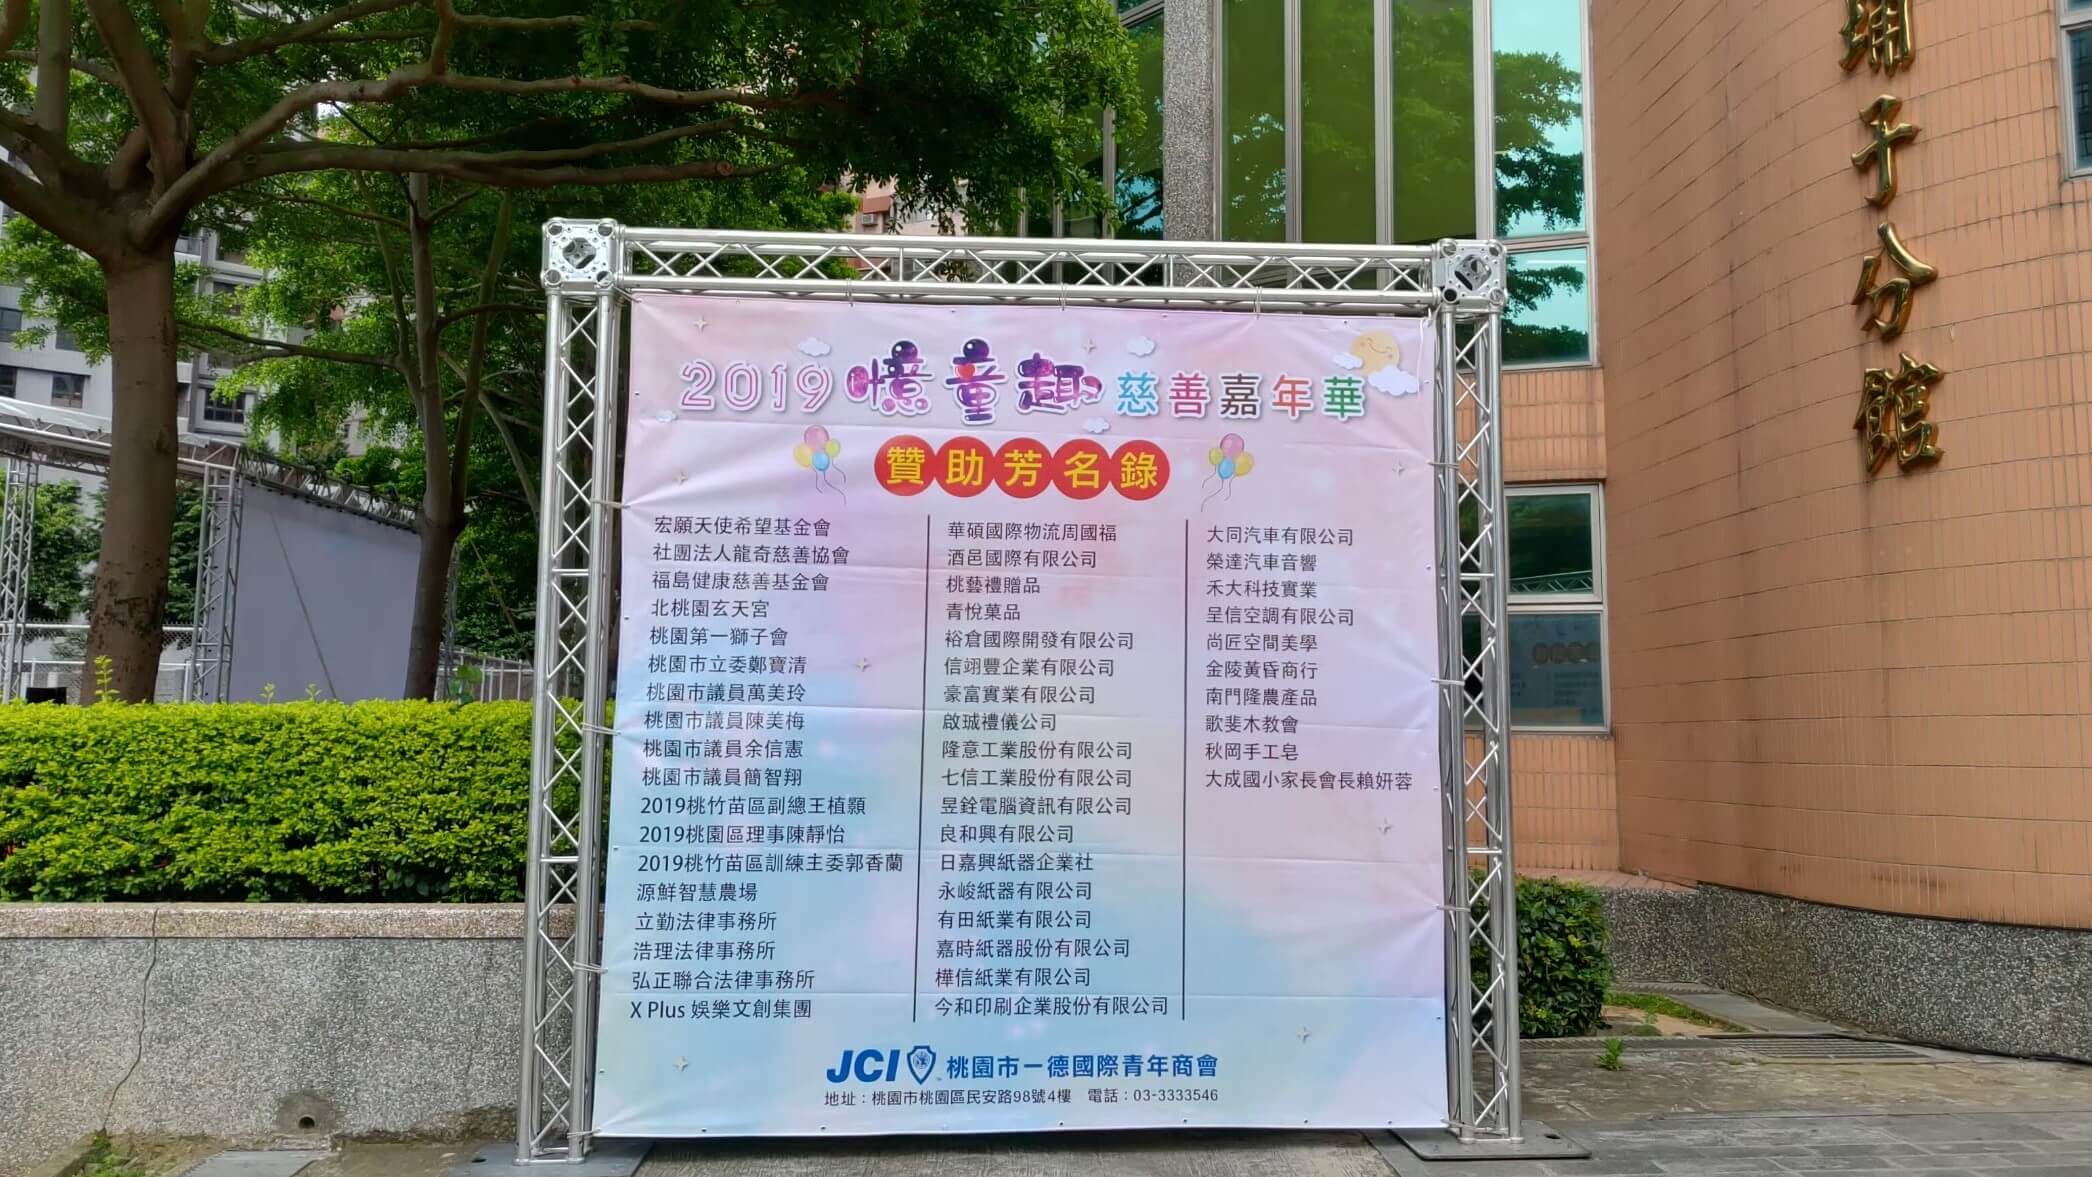 2019憶童趣慈善嘉年華
贊助芳名錄
宏願天使希望基金會
社團法人龍奇慈善協會
福島健康慈善基金會
北桃園玄天宮
桃園第一獅子會
桃園市立委鄭寶清
桃園市議員萬美玲
桃園市議員陳美梅
桃園市議員余信憲
桃園市議員簡智翔
2019桃竹苗區副總王植顥
2019桃園區理事陳靜怡
2019桃竹苗區訓練主委郭香蘭
源鮮智慧農場
立勤法律事務所
浩理法律事務所
弘正聯合法律事務所
X Plus 娛樂文創集團
華碩國際物流周國福
酒邑國際有限公司
桃藝禮贈品
青悅菓品
裕倉國際開發有限公司
信翊豐企業有限公司
豪富實業有限公司
啟珹禮儀公司
隆意工業股份有限公司
七信工業股份有限公司
昱銓電腦資訊有限公司
良和興有限公司
日嘉興紙器企業社
永峻紙器有限公司
有田紙業有限公司
嘉時紙器股份有限公司
樺信紙業有限公司
今和印刷企業股份有限公司
大同汽車有限公司
榮達汽車音響
禾大科技實業
呈信空調有限公司
尚匠空間美學
金陵黃昏商行
南門隆農產品
歌斐木教會
秋岡手工皂
大成國小家長會長賴妍蓉
JCI 桃園市一德國際青年商會
地址：桃園市桃園區民安路98號4樓 電話：03-3333546
埔子分館